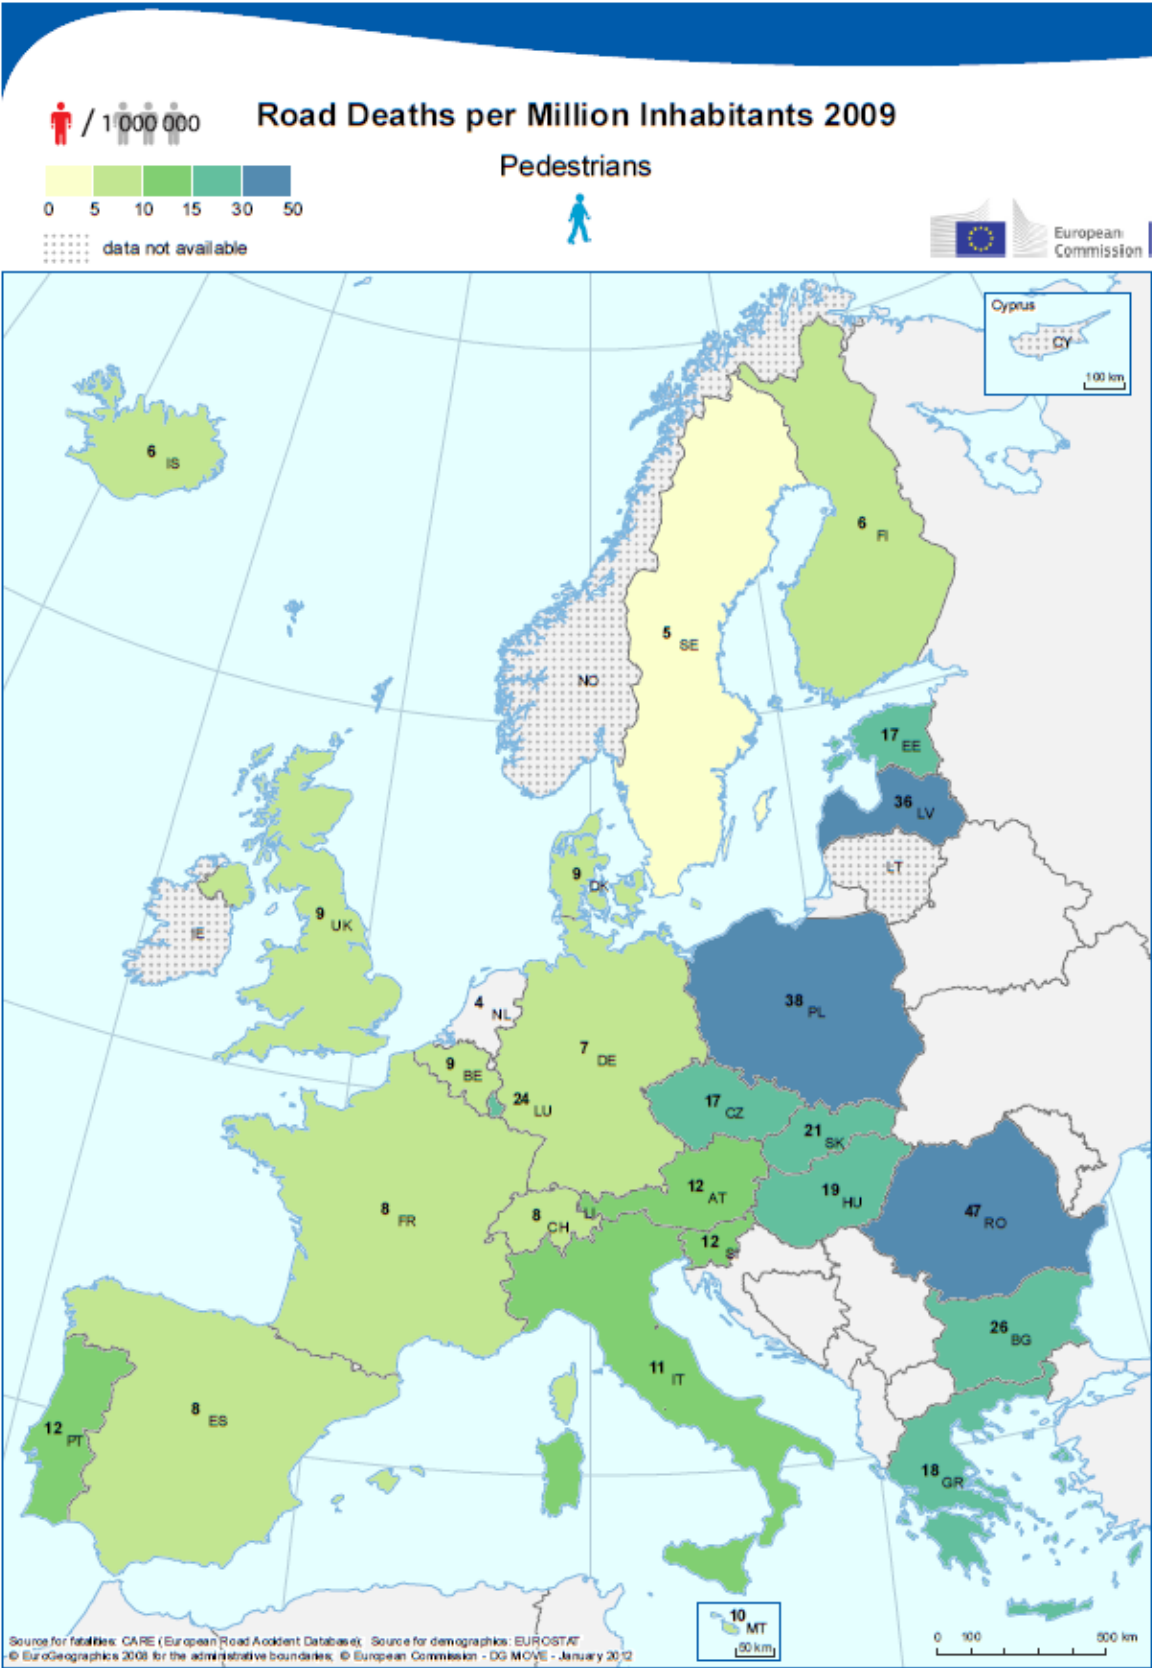 Road Deaths per Million Inhabitants 2009
/ 1 000 000
Pedestrians
0 5 10 15 30 50
data not available
European
Commission
Cyprus
CY
100 km
6 IS
6 FI
5 SE
NO
17 EE
36 LV
LT
9 DK
9 UK
IE
38 PL
4 NL
7 DE
9 BE
24 LU
17 CZ
21 SK
12 AT
19 HU
8 FR
8 CH
LI
47 RO
12 SI
26 BG
11 IT
8 ES
12 PT
18 GR
10 MT
50 km
0 100 500 km
Source for fatalities: CARE (European Road Accident Database); Source for demographics: EUROSTAT
© EuroGeographics 2008 for the administrative boundaries; © European Commission - DG MOVE - January 2012